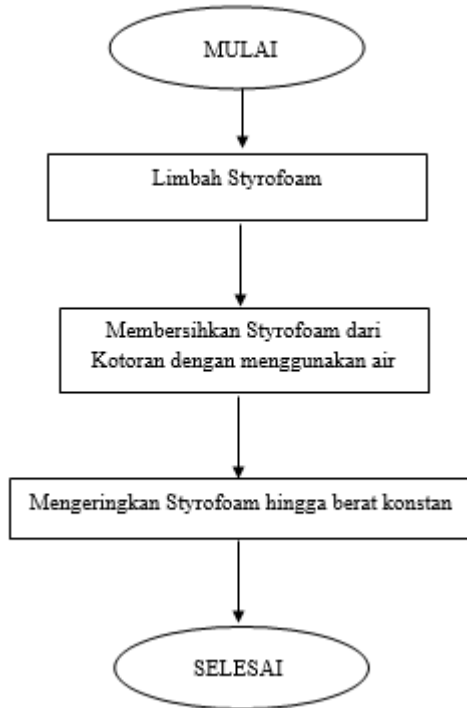 MULAI
Limbah Styrofoam
Membersihkan Styrofoam dari
Kotoran dengan menggunakan air
Mengeringkan Styrofoam hingga berat konstan
SELESAI